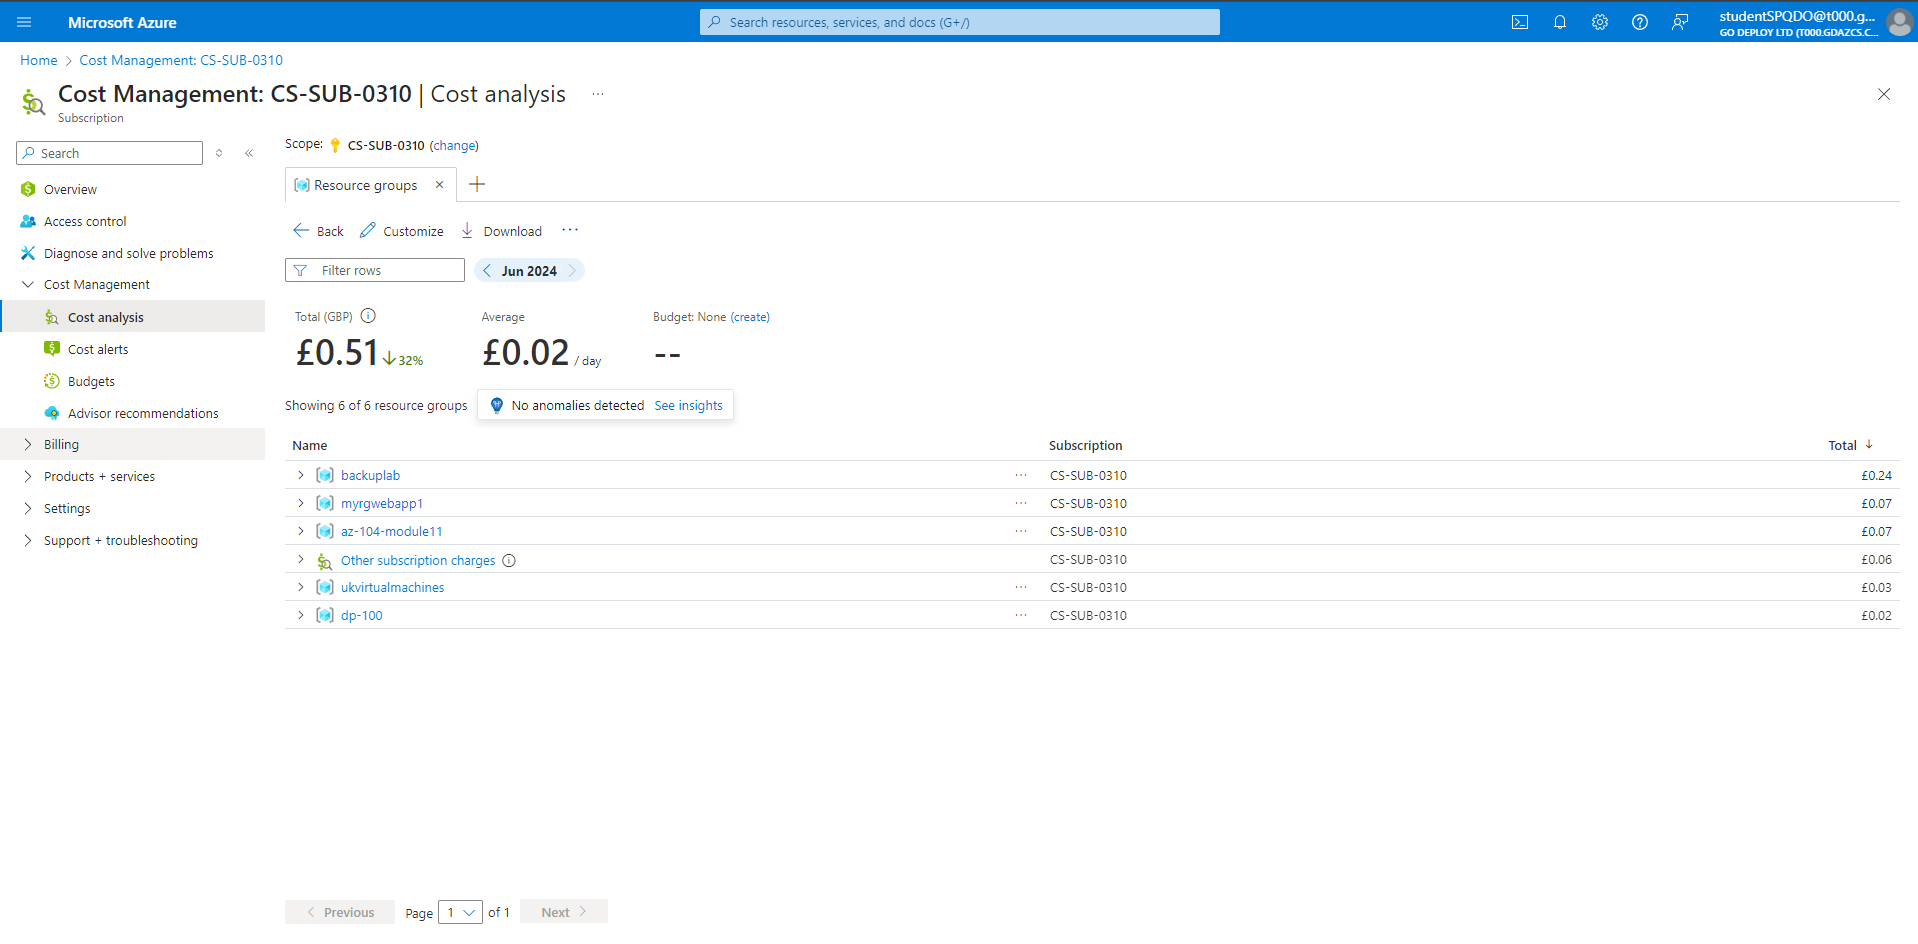 Microsoft Azure
Search resources, services, and docs (G+/)
studentSPQDO@t000.g...
GO DEPLOY LTD (T000.GDAZCS.C...
Home > Cost Management: CS-SUB-0310
Cost Management: CS-SUB-0310 | Cost analysis ...
Subscription
Search
Overview
Access control
Diagnose and solve problems
Cost Management
Cost analysis
Cost alerts
Budgets
Advisor recommendations
Billing
Products + services
Settings
Support + troubleshooting
Scope: CS-SUB-0310 (change)
Resource groups
Back Customize Download ...
Filter rows Jun 2024
Total (GBP) Average Budget: None (create)
£0.51 32% £0.02 / day --
Showing 6 of 6 resource groups No anomalies detected See insights
Name Subscription Total
backuplab ... CS-SUB-0310 £0.24
myrgwebapp1 ... CS-SUB-0310 £0.07
az-104-module11 ... CS-SUB-0310 £0.07
Other subscription charges CS-SUB-0310 £0.06
ukvirtualmachines ... CS-SUB-0310 £0.03
dp-100 ... CS-SUB-0310 £0.02
< Previous Page 1 of 1 Next >